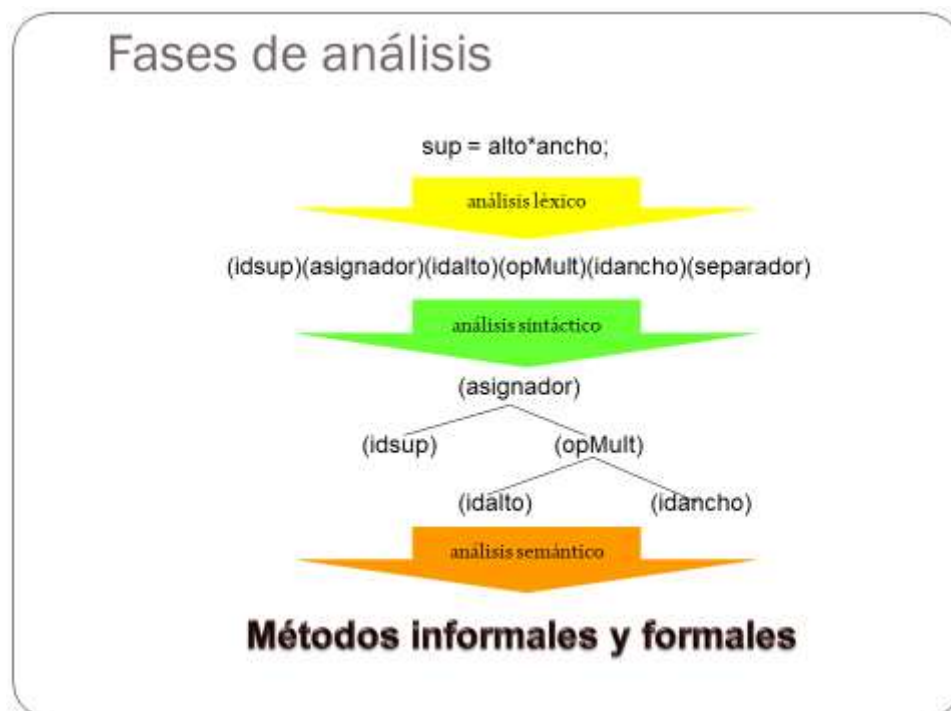 Fases de análisis
sup = alto*ancho;
análisis léxico
(idsup)(asignador)(idalto)(opMult)(idancho)(separador)
análisis sintáctico
(asignador)
(idsup) (opMult)
(idalto) (idancho)
análisis semántico
Métodos informales y formales